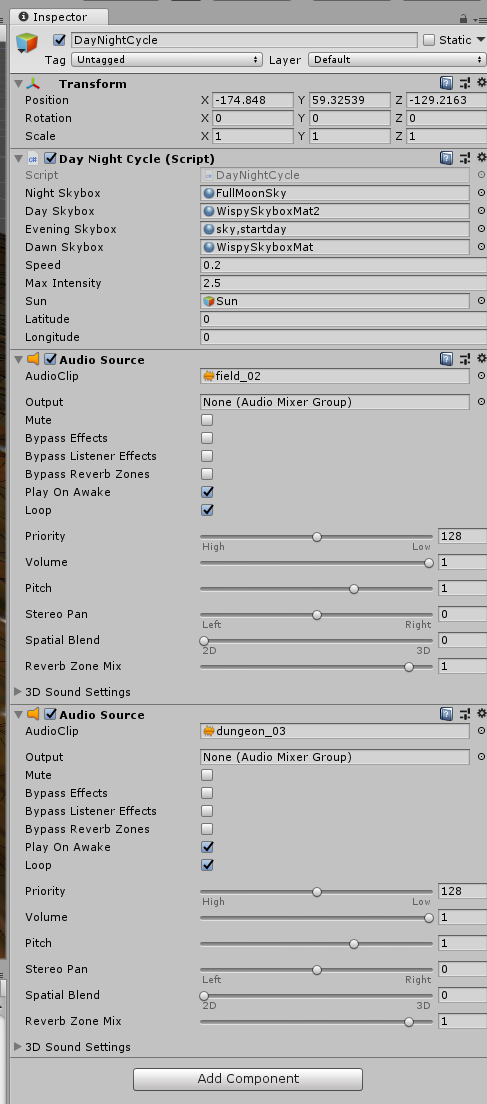 Inspector
DayNightCycle Static
Tag Untagged Layer Default
Transform
Position X -174.848 Y 59.32539 Z -129.2163
Rotation X 0 Y 0 Z 0
Scale X 1 Y 1 Z 1
Day Night Cycle (Script)
Script DayNightCycle
Night Skybox FullMoonSky
Day Skybox WispySkyboxMat2
Evening Skybox sky,startday
Dawn Skybox WispySkyboxMat
Speed 0.2
Max Intensity 2.5
Sun Sun
Latitude 0
Longitude 0
Audio Source
AudioClip field_02
Output None (Audio Mixer Group)
Mute
Bypass Effects
Bypass Listener Effects
Bypass Reverb Zones
Play On Awake
Loop
Priority 128
High Low
Volume 1
Pitch 1
Stereo Pan 0
Left Right
Spatial Blend 0
2D 3D
Reverb Zone Mix 1
3D Sound Settings
Audio Source
AudioClip dungeon_03
Output None (Audio Mixer Group)
Mute
Bypass Effects
Bypass Listener Effects
Bypass Reverb Zones
Play On Awake
Loop
Priority 128
High Low
Volume 1
Pitch 1
Stereo Pan 0
Left Right
Spatial Blend 0
2D 3D
Reverb Zone Mix 1
3D Sound Settings
Add Component